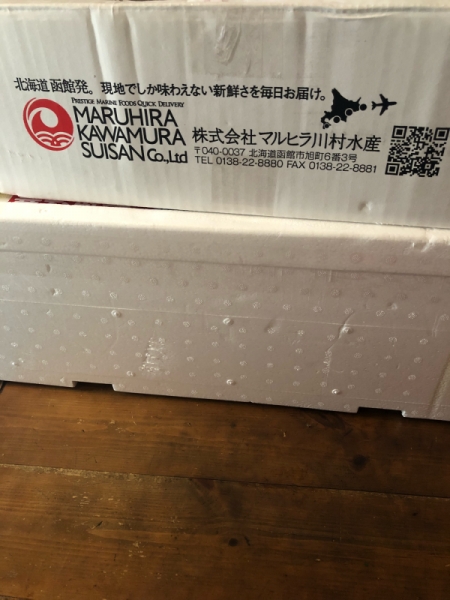 北海道函館発。現地でしか味わえない新鮮さを毎日お届け。
PRESTIGE MARINE FOODS QUICK DELIVERY
MARUHIRA
KAWAMURA
SUISAN Co.,Ltd
株式会社 マルヒラ川村水産
〒040-0037 北海道函館市旭町6番3号
TEL 0138-22-8880 FAX 0138-22-8881